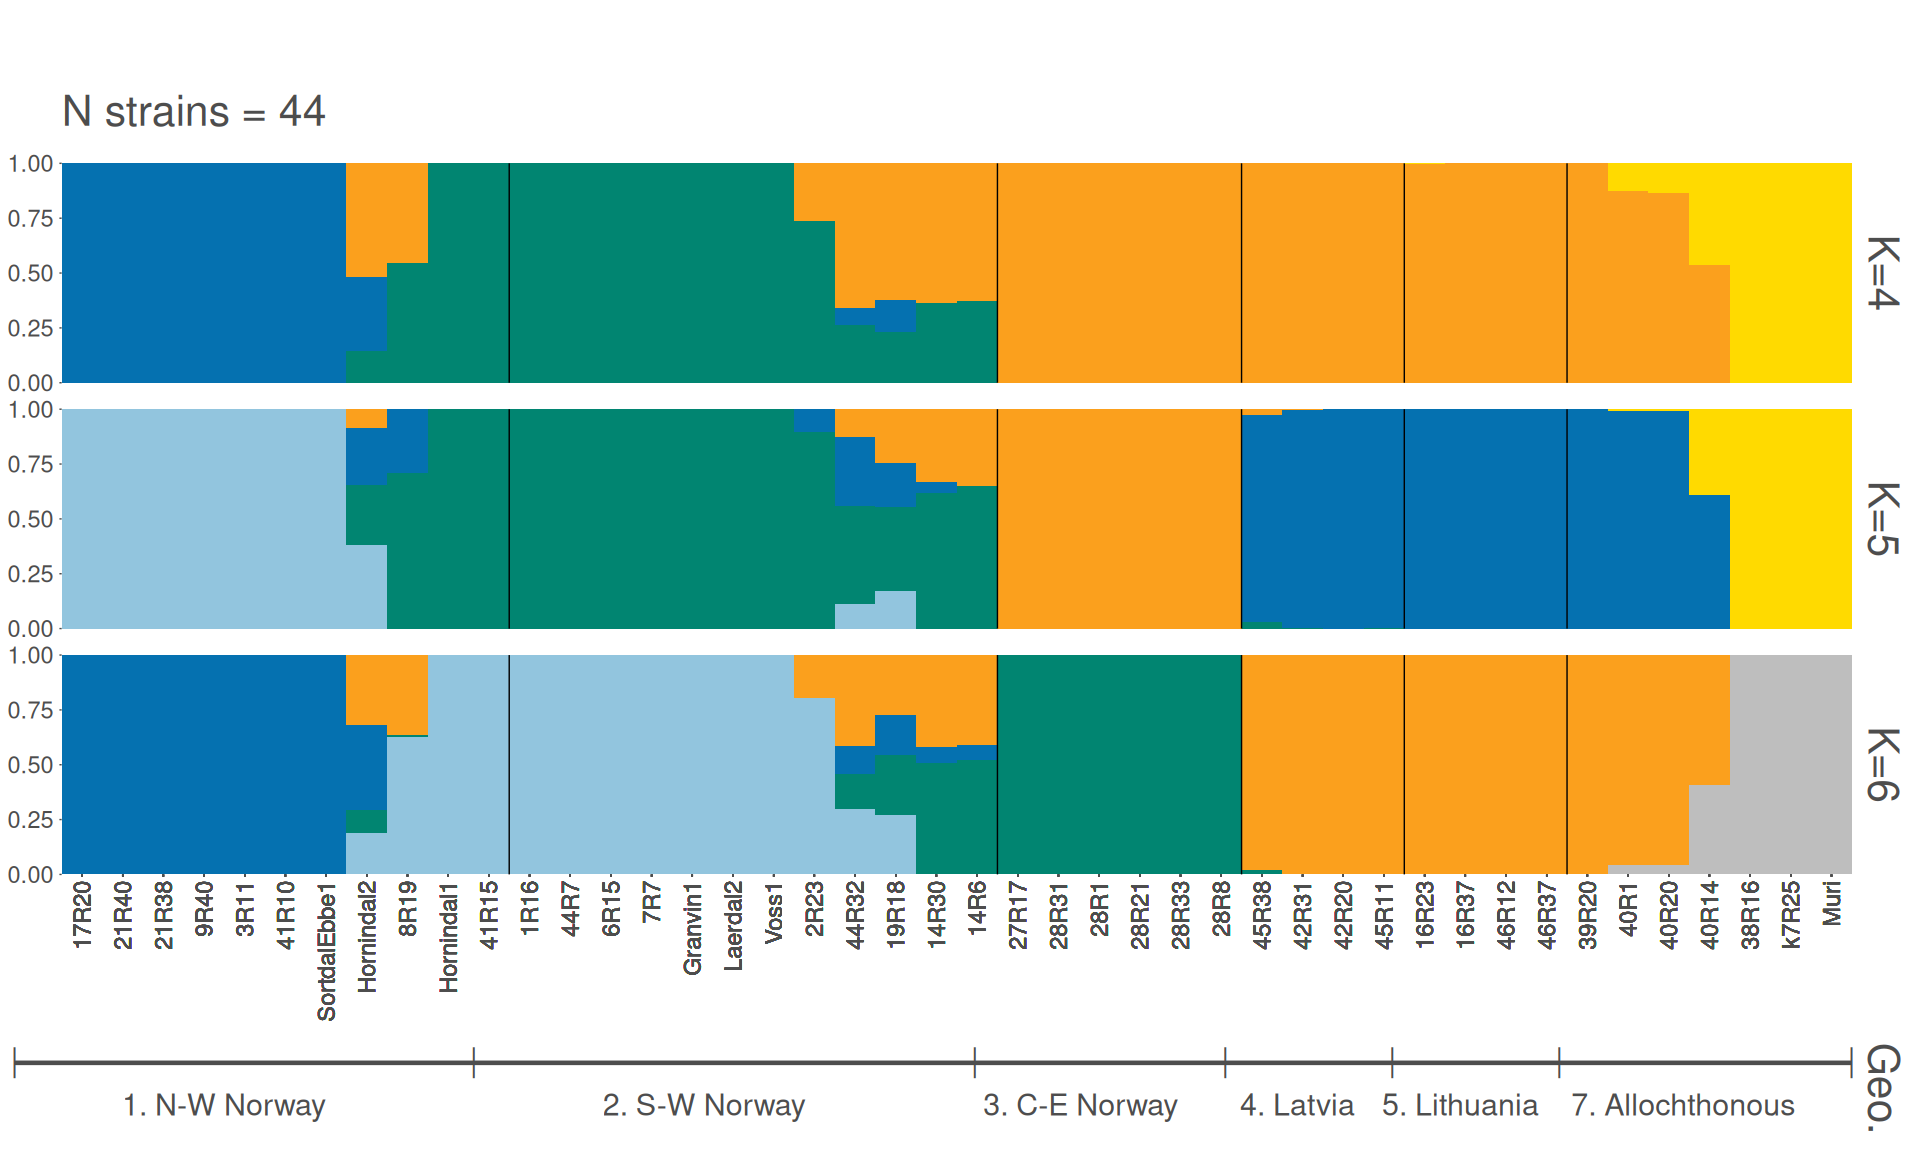 N strains = 44
1.00
0.75
0.50
0.25
0.00
K=4
1.00
0.75
0.50
0.25
0.00
K=5
1.00
0.75
0.50
0.25
0.00
K=6
17R20
21R40
21R38
9R40
3R11
41R10
SortdalEbbe1
Hornindal2
8R19
Hornindal1
41R15
1R16
44R7
6R15
7R7
Granvin1
Laerdal2
Voss1
2R23
44R32
19R18
14R30
14R6
27R17
28R31
28R1
28R21
28R33
28R8
45R38
42R31
42R20
45R11
16R23
16R37
46R12
46R37
39R20
40R1
40R20
40R14
38R16
k7R25
Muri
1. N-W Norway
2. S-W Norway
3. C-E Norway
4. Latvia
5. Lithuania
7. Allochthonous
Geo.